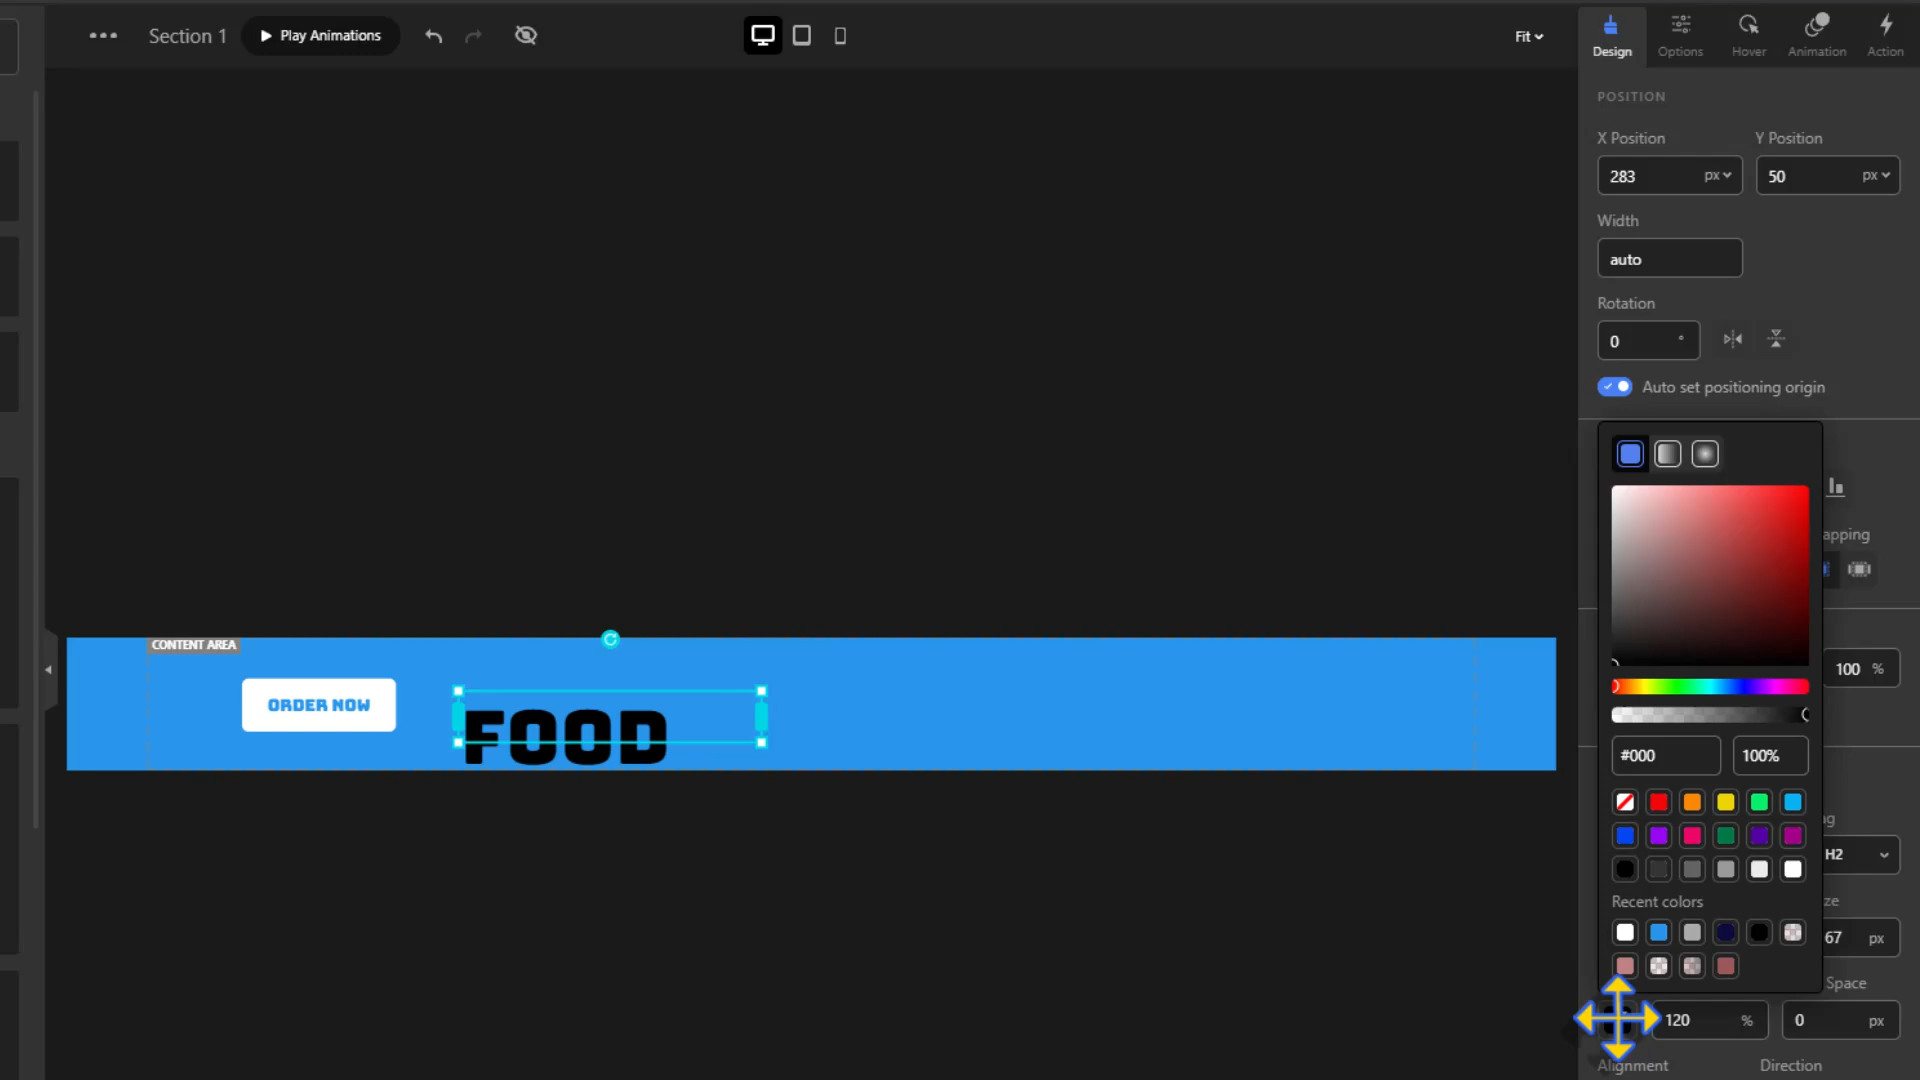 Section 1
Play Animations
Fit
Design
Options
Hover
Animation
Action
POSITION
X Position
Y Position
283
px
50
px
Width
auto
Rotation
0
°
Auto set positioning origin
apping
100 %
CONTENT AREA
ORDER NOW
FOOD
#000
100%
H2
Recent colors
ze
67
px
Space
120
%
0
px
Alignment
Direction